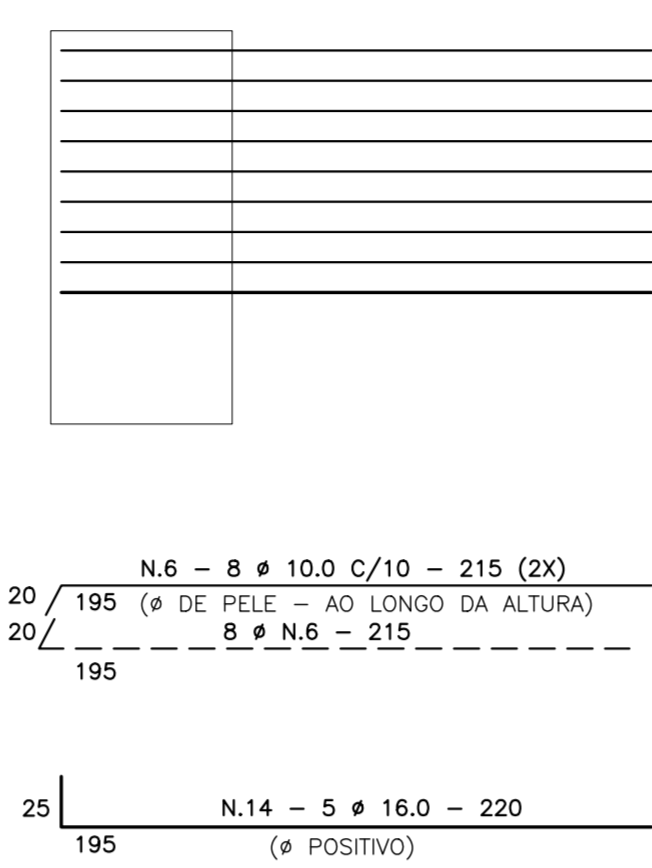 N.6 – 8 ø 10.0 C/10 – 215 (2X)
20
195 (ø DE PELE – AO LONGO DA ALTURA)
20
8 ø N.6 – 215
195
25
N.14 – 5 ø 16.0 – 220
195
(ø POSITIVO)